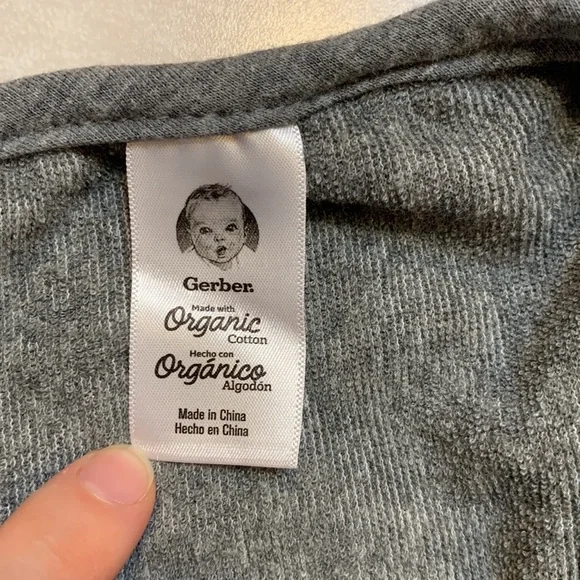 Gerber.
Made with
Organic
Cotton
Hecho con
Orgánico
Algodón
Made in China
Hecho en China